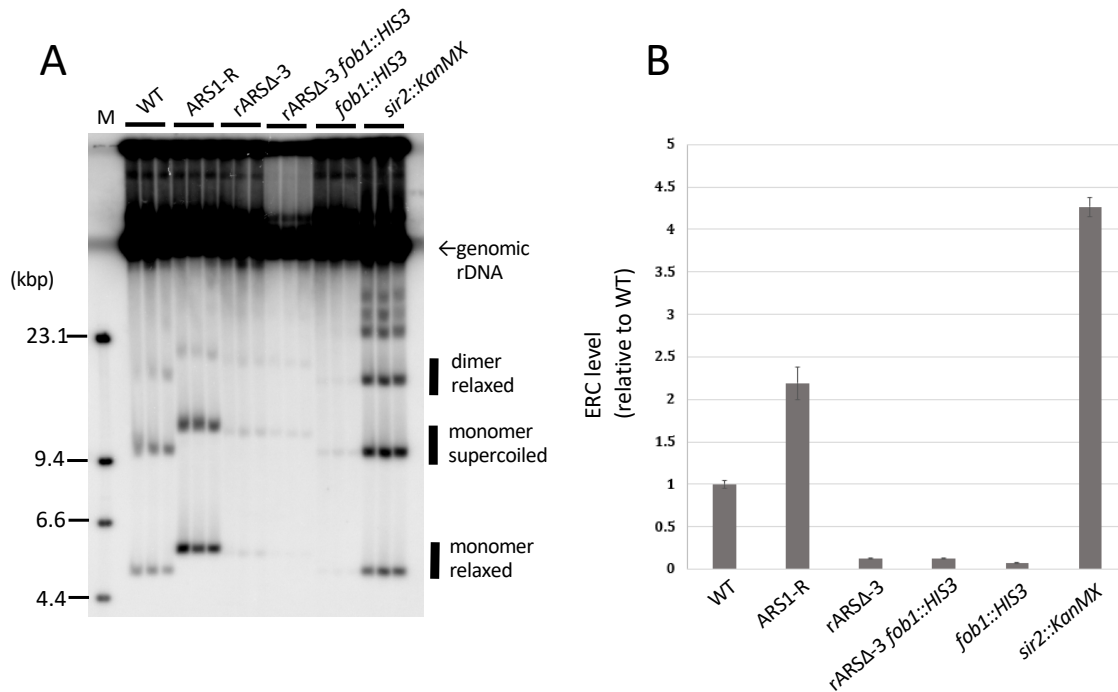 A
M
WT
ARS1-R
rARSΔ-3
rARSΔ-3 fob1::HIS3
fob1::HIS3
sir2::KanMX
(kbp)
23.1
9.4
6.6
4.4
←genomic
rDNA
dimer
relaxed
monomer
supercoiled
monomer
relaxed
B
ERC level
(relative to WT)
5
4.5
4
3.5
3
2.5
2
1.5
1
0.5
0
WT
ARS1-R
rARSΔ-3
rARSΔ-3 fob1::HIS3
fob1::HIS3
sir2::KanMX